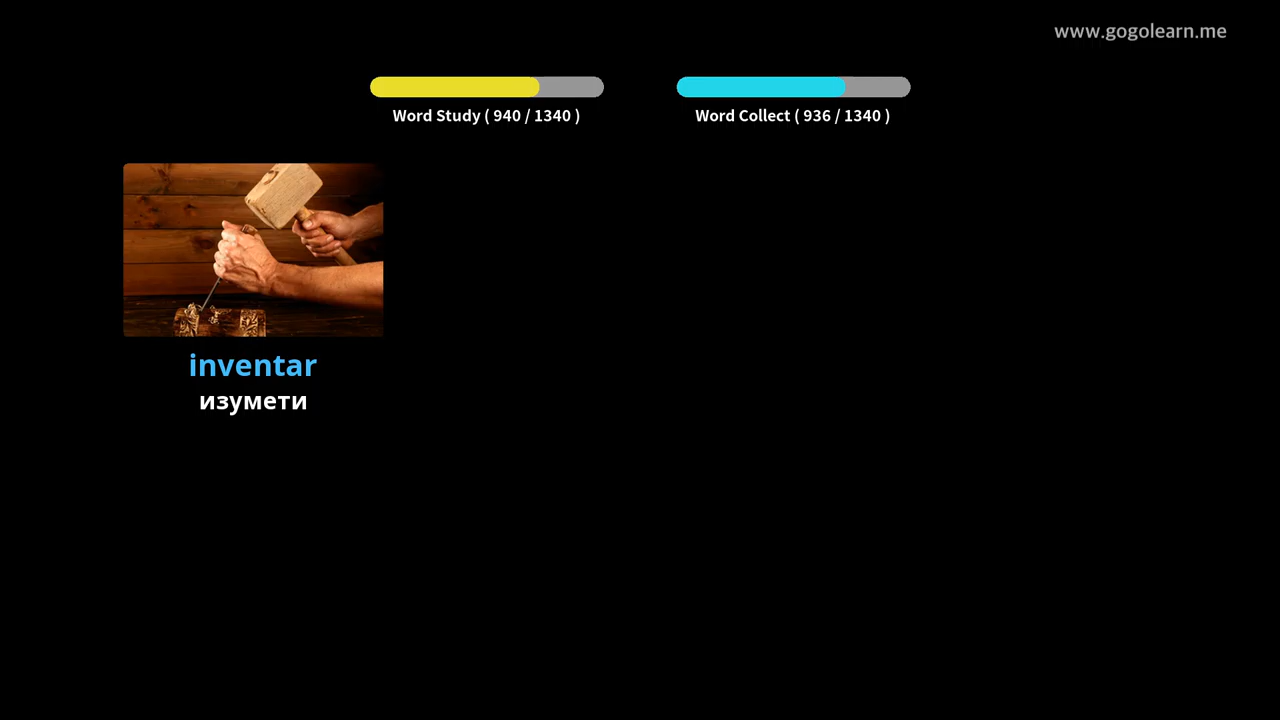 www.gogolearn.me
Word Study ( 940 / 1340 )
Word Collect ( 936 / 1340 )
inventar
изумети